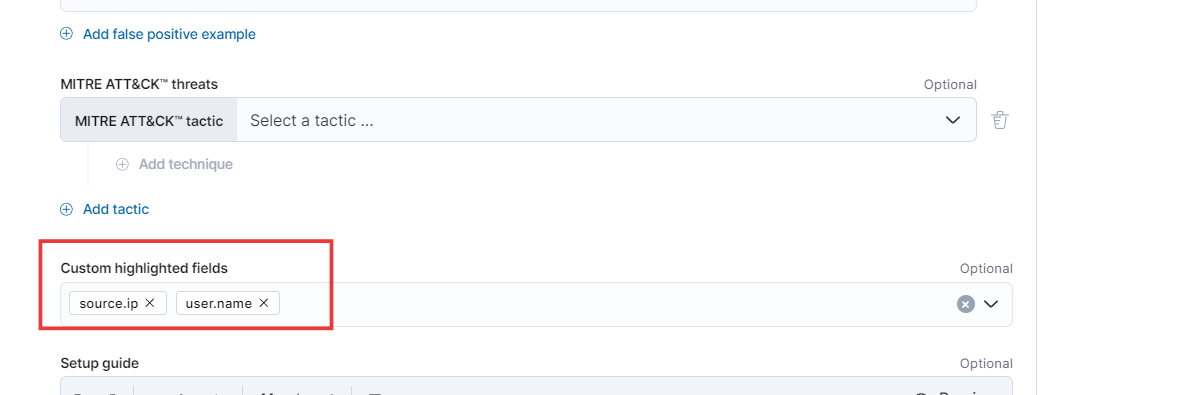 Add false positive example
MITRE ATT&CK™ threats Optional
MITRE ATT&CK™ tactic Select a tactic ...
Add technique
Add tactic
Custom highlighted fields Optional
source.ip × user.name ×
Setup guide Optional